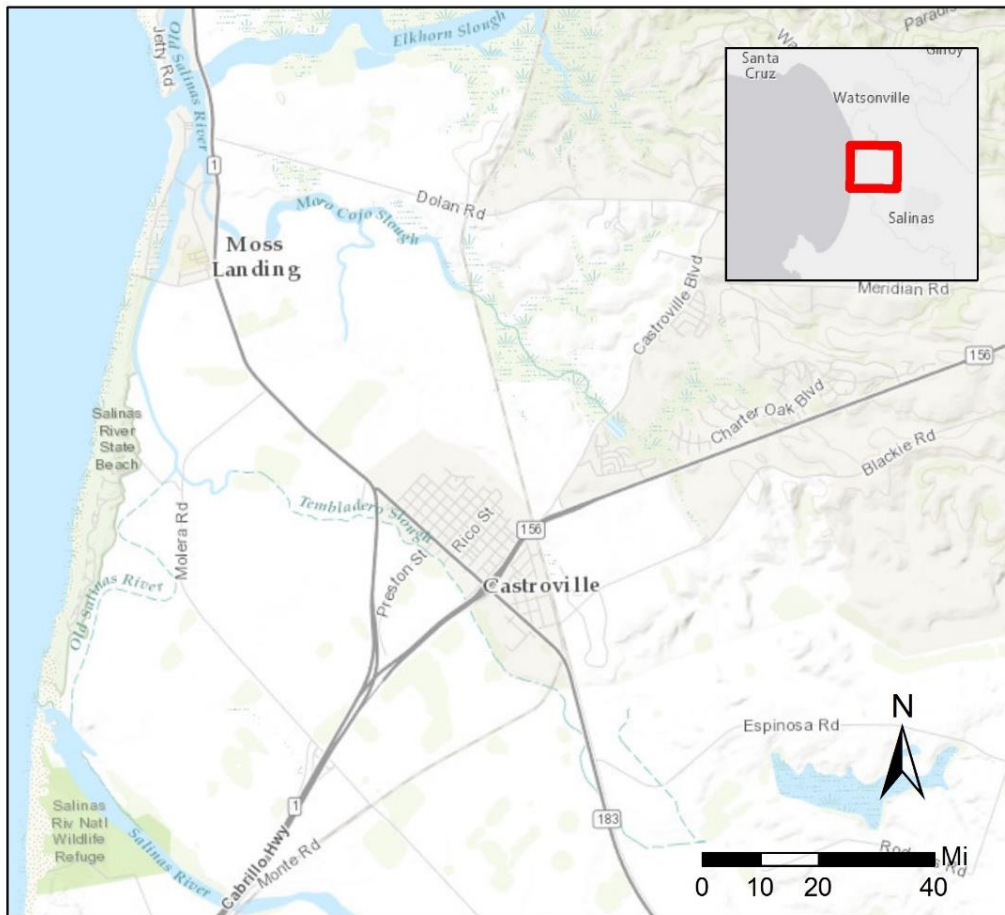 Elkhorn Slough
Paradis
Jetty Rd
Old Salinas River
Wa
Gilroy
Santa
Cruz
Watsonville
Salinas
1
Dolan Rd
Moro Cojo Slough
Moss
Landing
Castroville Blvd
Meridian Rd
156
Charter Oak Blvd
Blackie Rd
Salinas
River
State
Beach
Tembladero Slough
Rico St
156
Molera Rd
Preston St
Castroville
Old Salinas River
Espinosa Rd
N
Salinas
Riv Natl
Wildlife
Refuge
1
183
Salinas River
Cabrillo Hwy
Monte Rd
Mi
0 10 20 40